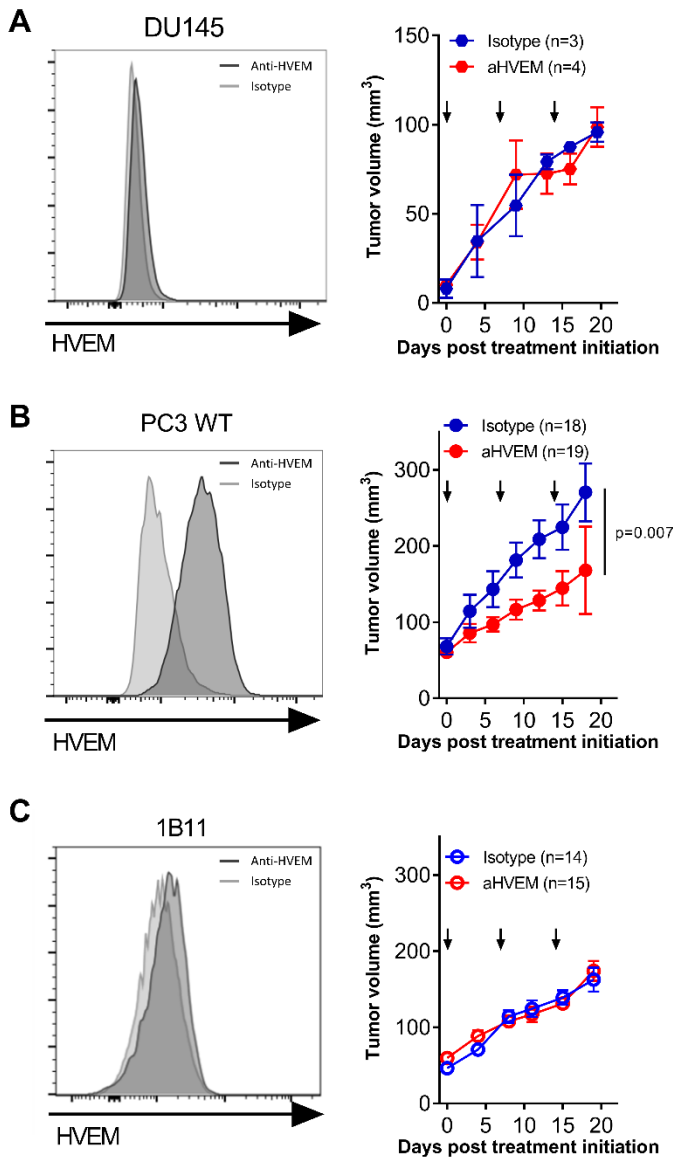 A
DU145
Anti-HVEM
Isotype
HVEM
Isotype (n=3)
aHVEM (n=4)
Tumor volume (mm³)
150
100
50
0
0 5 10 15 20
Days post treatment initiation
B
PC3 WT
Anti-HVEM
Isotype
HVEM
Isotype (n=18)
aHVEM (n=19)
Tumor volume (mm³)
300
200
100
0
p=0.007
0 5 10 15 20
Days post treatment initiation
C
1B11
Anti-HVEM
Isotype
HVEM
Isotype (n=14)
aHVEM (n=15)
Tumor volume (mm³)
300
200
100
0
0 5 10 15 20
Days post treatment initiation